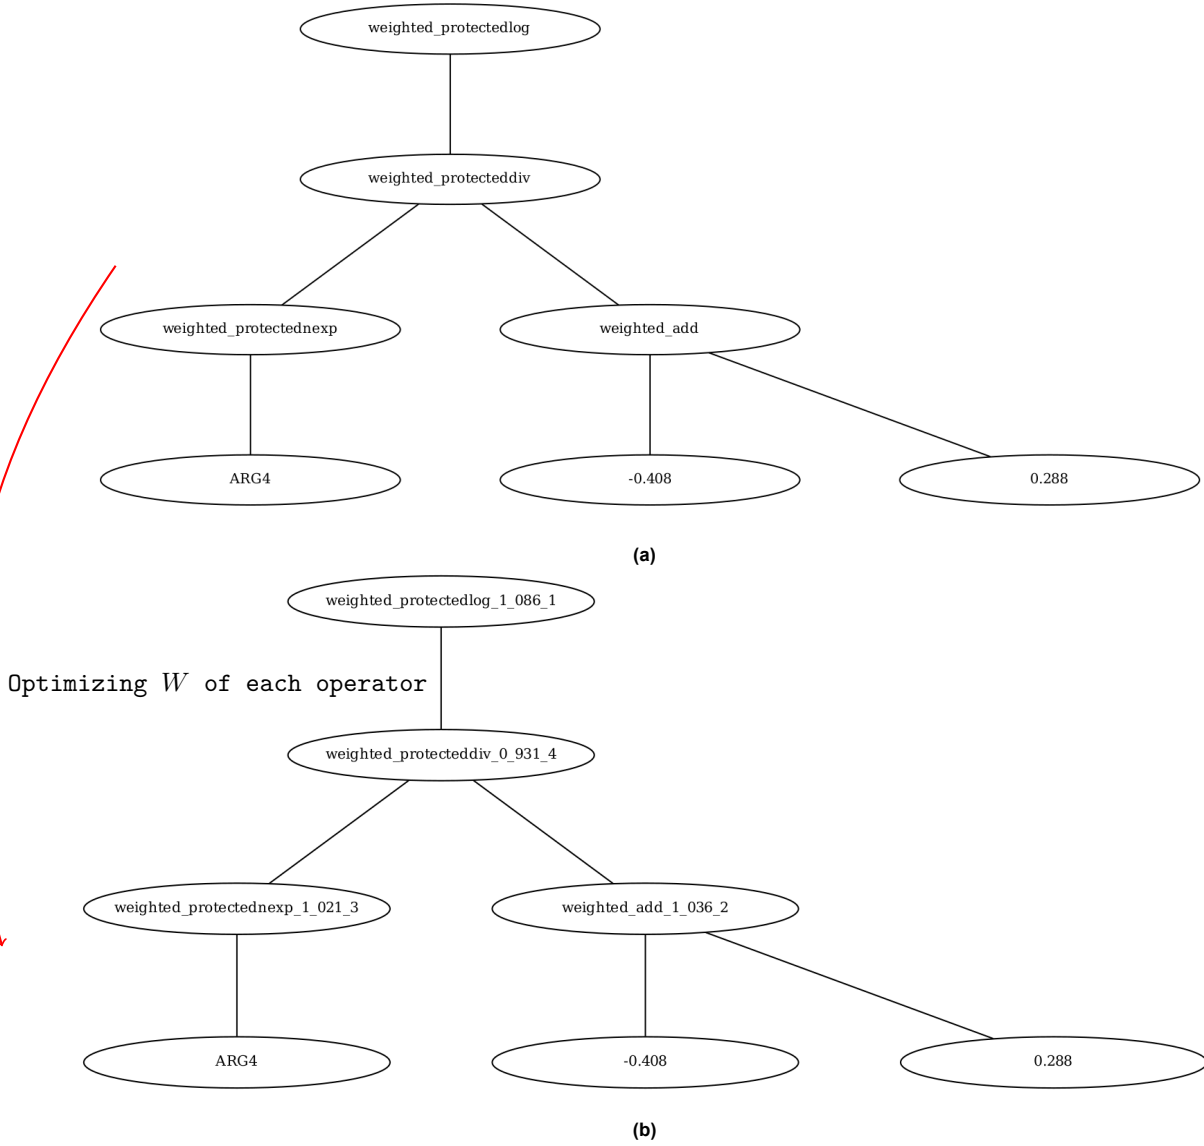 weighted_protectedlog
weighted_protecteddiv
weighted_protectednexp
weighted_add
ARG4
-0.408
0.288
(a)
weighted_protectedlog_1_086_1
Optimizing W of each operator
weighted_protecteddiv_0_931_4
weighted_protectednexp_1_021_3
weighted_add_1_036_2
ARG4
-0.408
0.288
(b)